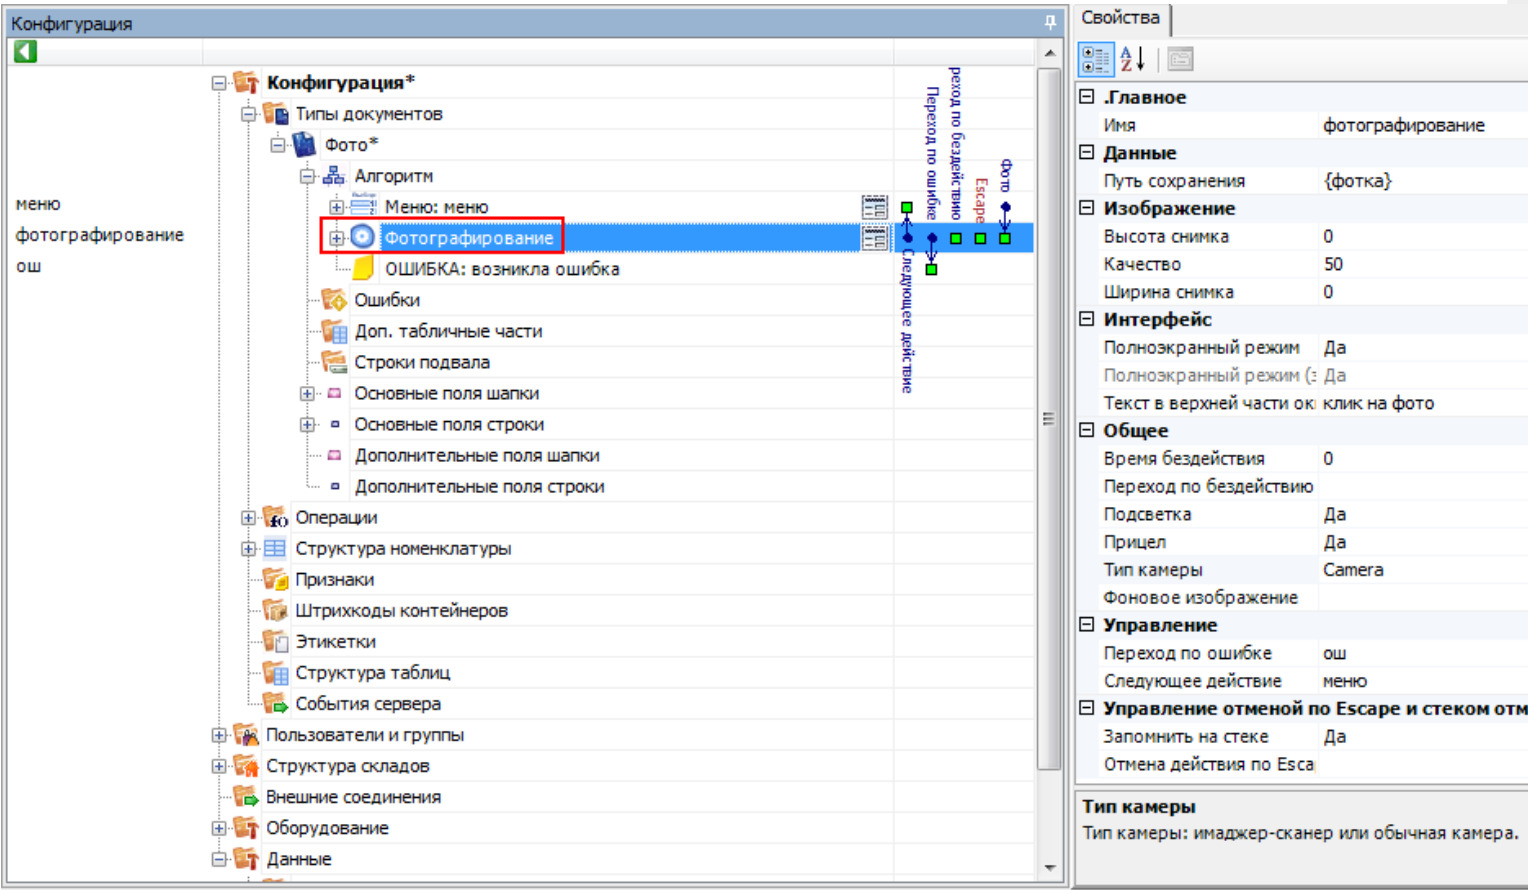 Конфигурация
Конфигурация*
Типы документов
Фото*
Алгоритм
меню
Меню: меню
фотографирование
Фотографирование
ош
ОШИБКА: возникла ошибка
Ошибки
Доп. табличные части
Строки подвала
Основные поля шапки
Основные поля строки
Дополнительные поля шапки
Дополнительные поля строки
Операции
Структура номенклатуры
Признаки
Штрихкоды контейнеров
Этикетки
Структура таблиц
События сервера
Пользователи и группы
Структура складов
Внешние соединения
Оборудование
Данные
Следующее действие
Переход по ошибке
реход по бездействию
Escape
Фото
Свойства
.Главное
Имя фотографирование
Данные
Путь сохранения {фотка}
Изображение
Высота снимка 0
Качество 50
Ширина снимка 0
Интерфейс
Полноэкранный режим Да
Полноэкранный режим (з Да
Текст в верхней части ок клик на фото
Общее
Время бездействия 0
Переход по бездействию
Подсветка Да
Прицел Да
Тип камеры Camera
Фоновое изображение
Управление
Переход по ошибке ош
Следующее действие меню
Управление отменой по Escape и стеком отм
Запомнить на стеке Да
Отмена действия по Esca
Тип камеры
Тип камеры: имаджер-сканер или обычная камера.